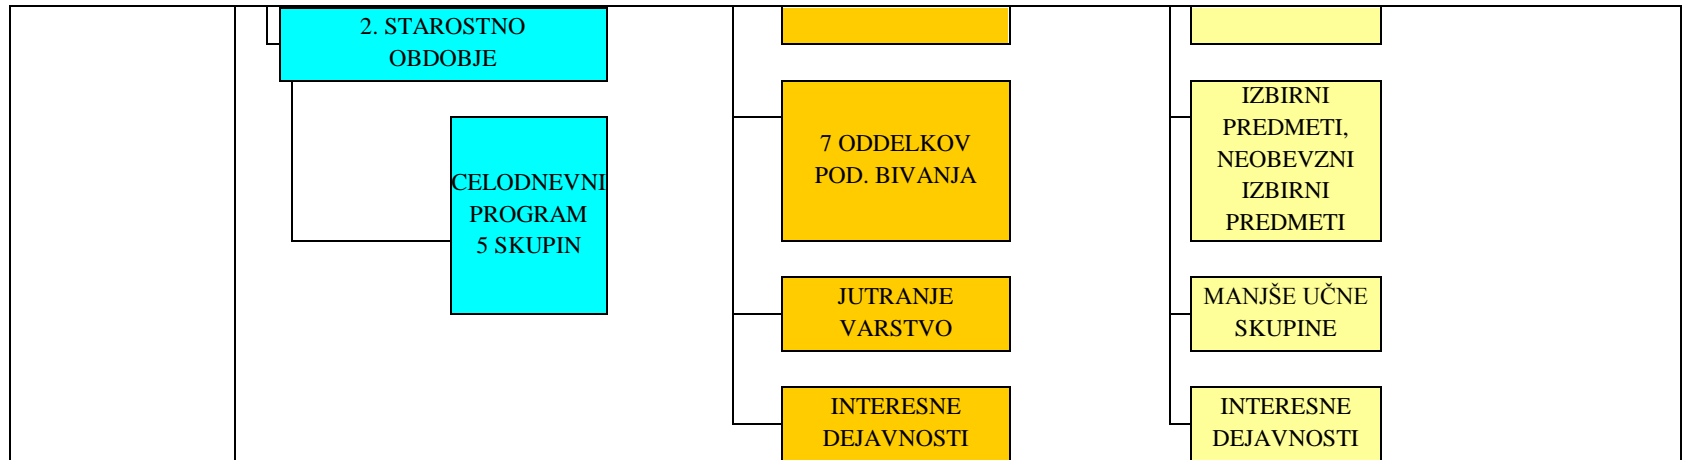 2. STAROSTNO
OBDOBJE
CELODNEVNI
PROGRAM
5 SKUPIN
7 ODDELKOV
POD. BIVANJA
JUTRANJE
VARSTVO
INTERESNE
DEJAVNOSTI
IZBIRNI
PREDMETI,
NEOBEVZNI
IZBIRNI
PREDMETI
MANJŠE UČNE
SKUPINE
INTERESNE
DEJAVNOSTI